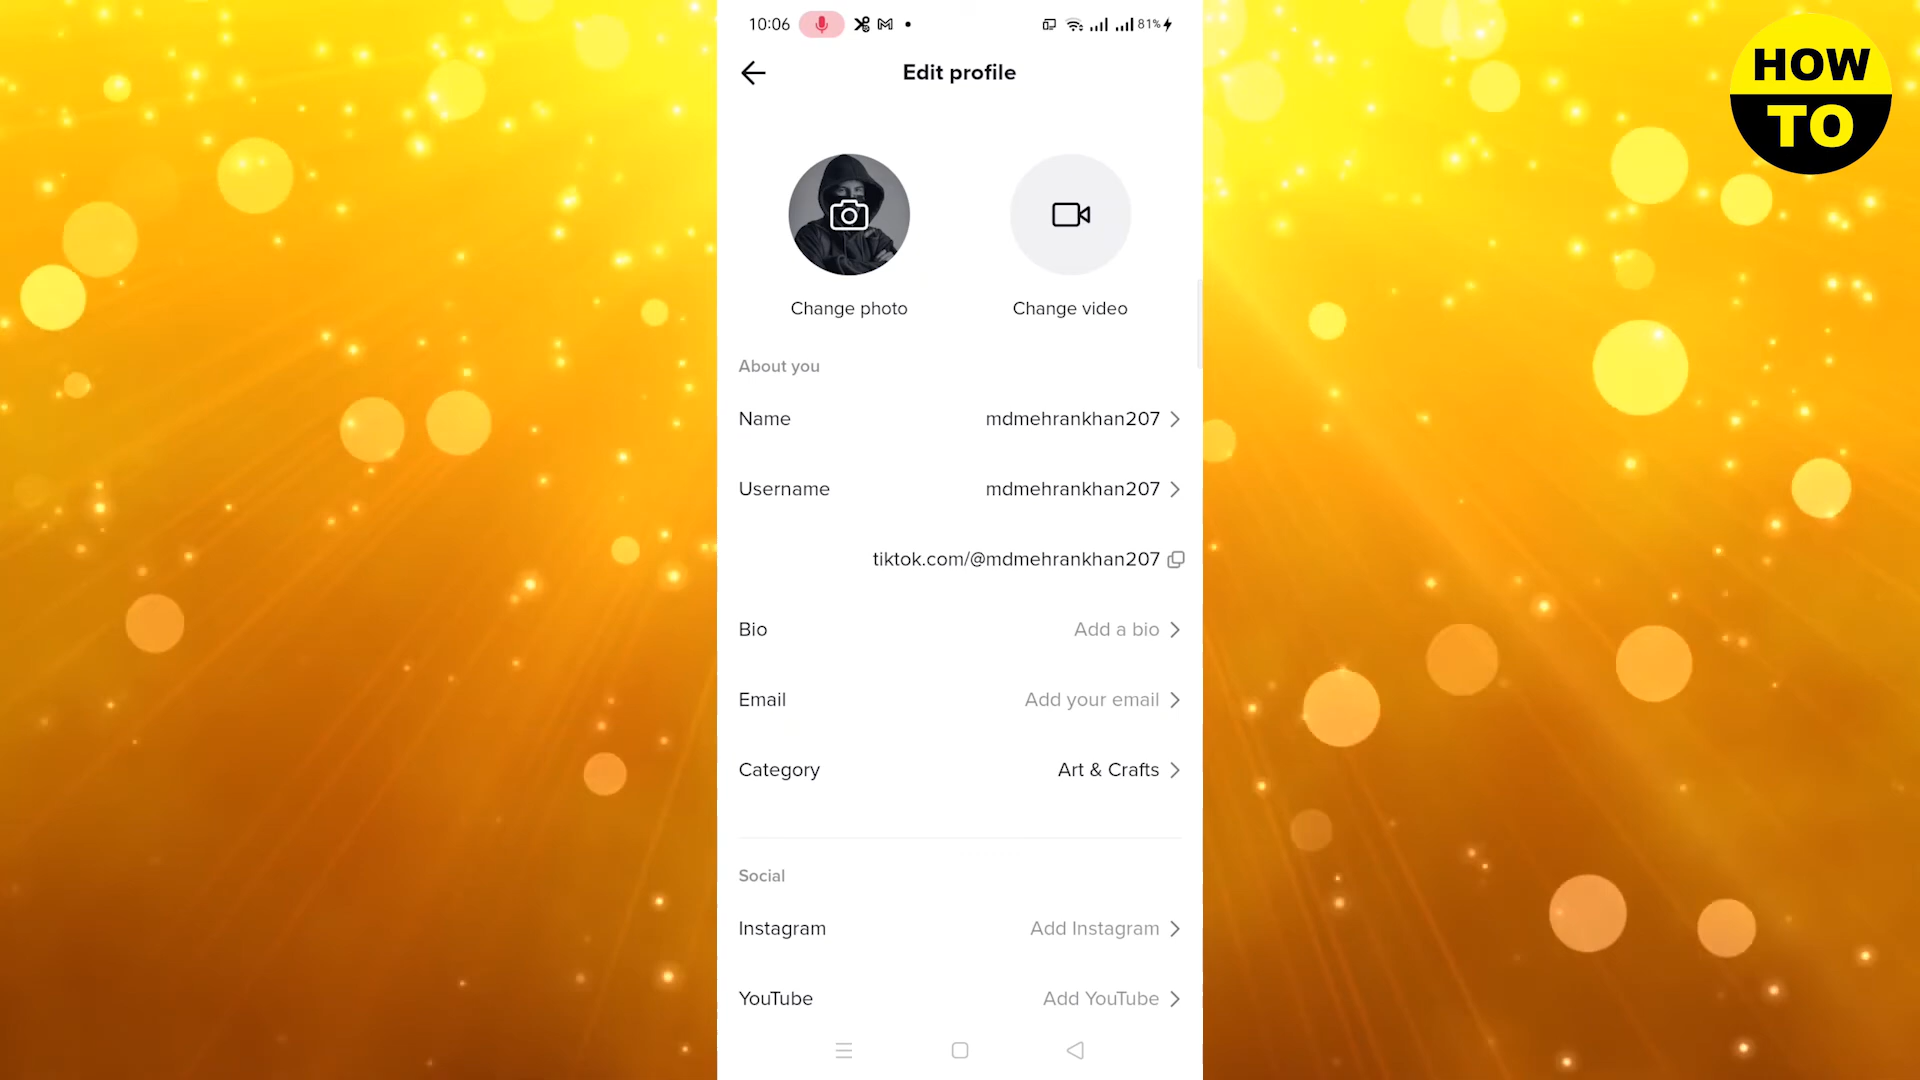 10:06
81%
HOW
TO
Edit profile
Change photo
Change video
About you
Name
mdmehrankhan207
Username
mdmehrankhan207
tiktok.com/@mdmehrankhan207
Bio
Add a bio
Email
Add your email
Category
Art & Crafts
Social
Instagram
Add Instagram
YouTube
Add YouTube